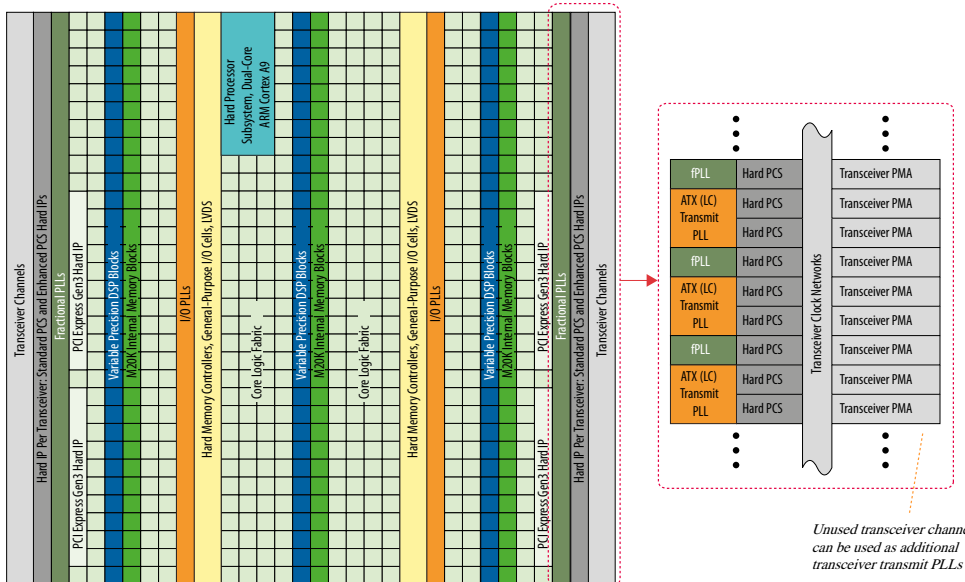 Transceiver Channels
Hard IP Per Transceiver: Standard PCS and Enhanced PCS Hard IPs
Fractional PLLs
PCI Express Gen3 Hard IP
PCI Express Gen3 Hard IP
Variable Precision DSP Blocks
M20K Internal Memory Blocks
I/O PLLs
Hard Memory Controllers, General-Purpose I/O Cells, LVDS
Hard Processor
Subsystem, Dual-Core
ARM Cortex A9
Core Logic Fabric
Variable Precision DSP Blocks
M20K Internal Memory Blocks
Core Logic Fabric
Hard Memory Controllers, General-Purpose I/O Cells, LVDS
I/O PLLs
Variable Precision DSP Blocks
M20K Internal Memory Blocks
PCI Express Gen3 Hard IP
PCI Express Gen3 Hard IP
Fractional PLLs
Hard IP Per Transceiver: Standard PCS and Enhanced PCS Hard IPs
Transceiver Channels
fPLL
ATX (LC)
Transmit
PLL
fPLL
ATX (LC)
Transmit
PLL
fPLL
ATX (LC)
Transmit
PLL
Hard PCS
Hard PCS
Hard PCS
Hard PCS
Hard PCS
Hard PCS
Hard PCS
Hard PCS
Hard PCS
Transceiver Clock Networks
Transceiver PMA
Transceiver PMA
Transceiver PMA
Transceiver PMA
Transceiver PMA
Transceiver PMA
Transceiver PMA
Transceiver PMA
Transceiver PMA
Unused transceiver
can be used as additional
transceiver transmit PLLs